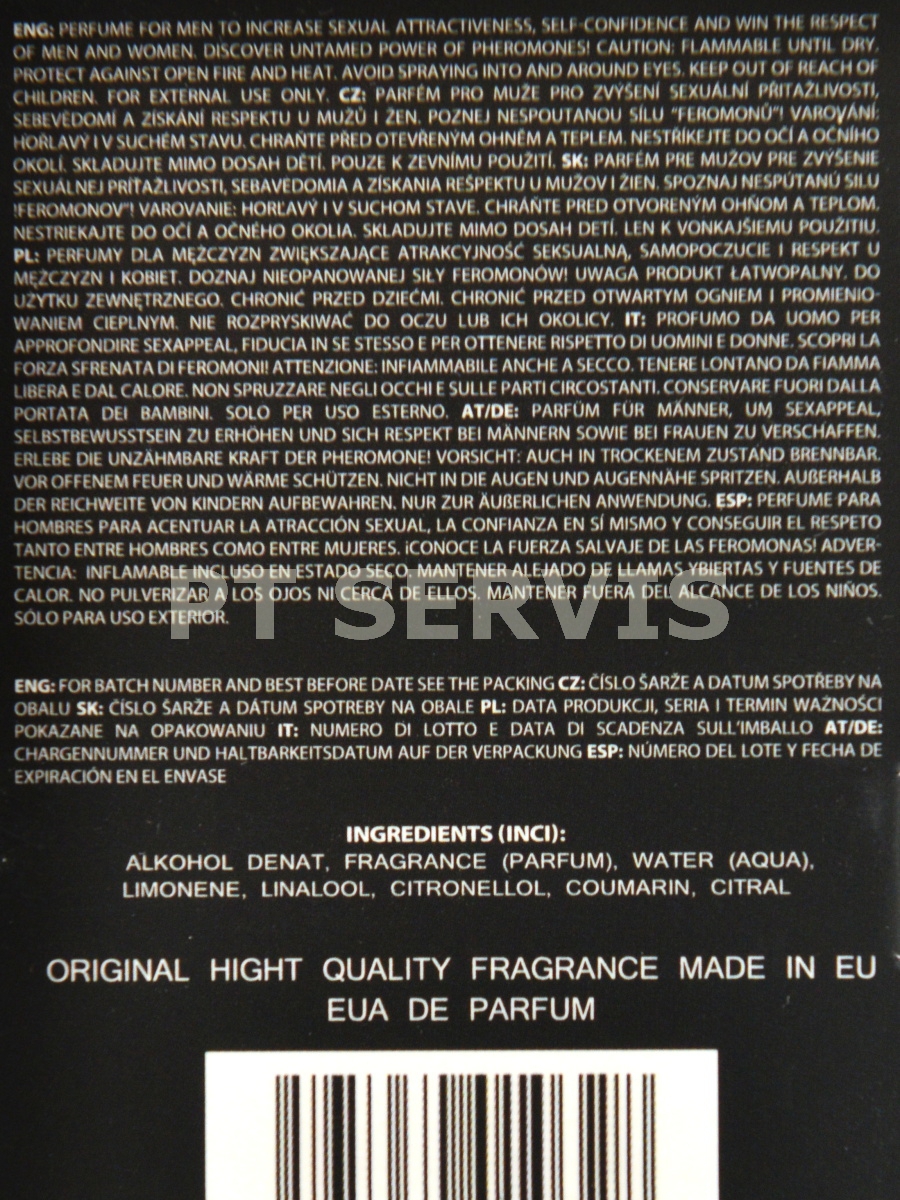 ENG: PERFUME FOR MEN TO INCREASE SEXUAL ATTRACTIVENESS, SELF-CONFIDENCE AND WIN THE RESPECT
OF MEN AND WOMEN. DISCOVER UNTAMED POWER OF PHEROMONES! CAUTION: FLAMMABLE UNTIL DRY.
PROTECT AGAINST OPEN FIRE AND HEAT. AVOID SPRAYING INTO AND AROUND EYES. KEEP OUT OF REACH OF
CHILDREN. FOR EXTERNAL USE ONLY. CZ: PARFÉM PRO MUŽE PRO ZVÝŠENÍ SEXUÁLNÍ PŘITAŽLIVOSTI,
SEBEVĚDOMÍ A ZÍSKÁNÍ RESPEKTU U MUŽŮ I ŽEN. POZNEJ NESPOUTANOU SÍLU "FEROMONŮ"! VAROVÁNÍ:
HOŘLAVÝ I V SUCHÉM STAVU. CHRAŇTE PŘED OTEVŘENÝM OHNĚM A TEPLEM. NESTŘÍKEJTE DO OČÍ A OČNÍHO
OKOLÍ. SKLADUJTE MIMO DOSAH DĚTÍ. POUZE K ZEVNÍMU POUŽITÍ. SK: PARFÉM PRE MUŽOV PRE ZVÝŠENIE
SEXUÁLNEJ PRÍŤAŽLIVOSTI, SEBAVEDOMIA A ZÍSKANIA REŠPEKTU U MUŽOV I ŽIEN. SPOZNAJ NESPÚTANÚ SILU
!FEROMONOV"! VAROVANIE: HORĽAVÝ I V SUCHOM STAVE. CHRÁŇTE PRED OTVORENÝM OHŇOM A TEPLOM.
NESTRIEKAJTE DO OČÍ A OČNÉHO OKOLIA. SKLADUJTE MIMO DOSAH DETÍ. LEN K VONKAJŠIEMU POUŽITIU.
PL: PERFUMY DLA MĘŻCZYZN ZWIĘKSZAJĄCE ATRAKCYJNOŚĆ SEKSUALNĄ, SAMOPOCZUCIE I RESPEKT U
MĘŻCZYZN I KOBIET. DOZNAJ NIEOPANOWANEJ SIŁY FEROMONÓW! UWAGA PRODUKT ŁATWOPALNY. DO
UŻYTKU ZEWNĘTRZNEGO. CHRONIĆ PRZED DZIEĆMI. CHRONIĆ PRZED OTWARTYM OGNIEM I PROMIENIO-
WANIEM CIEPLNYM. NIE ROZPRYSKIWAĆ DO OCZU LUB ICH OKOLICY. IT: PROFUMO DA UOMO PER
APPROFONDIRE SEXAPPEAL, FIDUCIA IN SE STESSO E PER OTTENERE RISPETTO DI UOMINI E DONNE. SCOPRI LA
FORZA SFRENATA DI FEROMONI! ATTENZIONE: INFIAMMABILE ANCHE A SECCO. TENERE LONTANO DA FIAMMA
LIBERA E DAL CALORE. NON SPRUZZARE NEGLI OCCHI E SULLE PARTI CIRCOSTANTI. CONSERVARE FUORI DALLA
PORTATA DEI BAMBINI. SOLO PER USO ESTERNO. AT/DE: PARFÜM FÜR MÄNNER, UM SEXAPPEAL,
SELBSTBEWUSSTSEIN ZU ERHÖHEN UND SICH RESPEKT BEI MÄNNERN SOWIE BEI FRAUEN ZU VERSCHAFFEN.
ERLEBE DIE UNZÄHMBARE KRAFT DER PHEROMONE! VORSICHT: AUCH IN TROCKENEM ZUSTAND BRENNBAR.
VOR OFFENEM FEUER UND WÄRME SCHÜTZEN. NICHT IN DIE AUGEN UND AUGENNÄHE SPRITZEN. AUßERHALB
DER REICHWEITE VON KINDERN AUFBEWAHREN. NUR ZUR ÄUßERLICHEN ANWENDUNG. ESP: PERFUME PARA
HOMBRES PARA ACENTUAR LA ATRACCIÓN SEXUAL, LA CONFIANZA EN SÍ MISMO Y CONSEGUIR EL RESPETO
TANTO ENTRE HOMBRES COMO ENTRE MUJERES. ¡CONOCE LA FUERZA SALVAJE DE LAS FEROMONAS! ADVER-
TENCIA: INFLAMABLE INCLUSO EN ESTADO SECO. MANTENER ALEJADO DE LLAMAS YBIERTAS Y FUENTES DE
CALOR. NO PULVERIZAR A LOS OJOS NI CERCA DE ELLOS. MANTENER FUERA DEL ALCANCE DE LOS NIÑOS.
SÓLO PARA USO EXTERIOR.
PT SERVIS
ENG: FOR BATCH NUMBER AND BEST BEFORE DATE SEE THE PACKING CZ: ČÍSLO ŠARŽE A DATUM SPOTŘEBY NA
OBALU SK: ČÍSLO ŠARŽE A DÁTUM SPOTREBY NA OBALE PL: DATA PRODUKCJI, SERIA I TERMIN WAŻNOŚCI
POKAZANE NA OPAKOWANIU IT: NUMERO DI LOTTO E DATA DI SCADENZA SULL'IMBALLO AT/DE:
CHARGENNUMMER UND HALTBARKEITSDATUM AUF DER VERPACKUNG ESP: NÚMERO DEL LOTE Y FECHA DE
EXPIRACIÓN EN EL ENVASE
INGREDIENTS (INCI):
ALKOHOL DENAT, FRAGRANCE (PARFUM), WATER (AQUA),
LIMONENE, LINALOOL, CITRONELLOL, COUMARIN, CITRAL
ORIGINAL HIGHT QUALITY FRAGRANCE MADE IN EU
EUA DE PARFUM